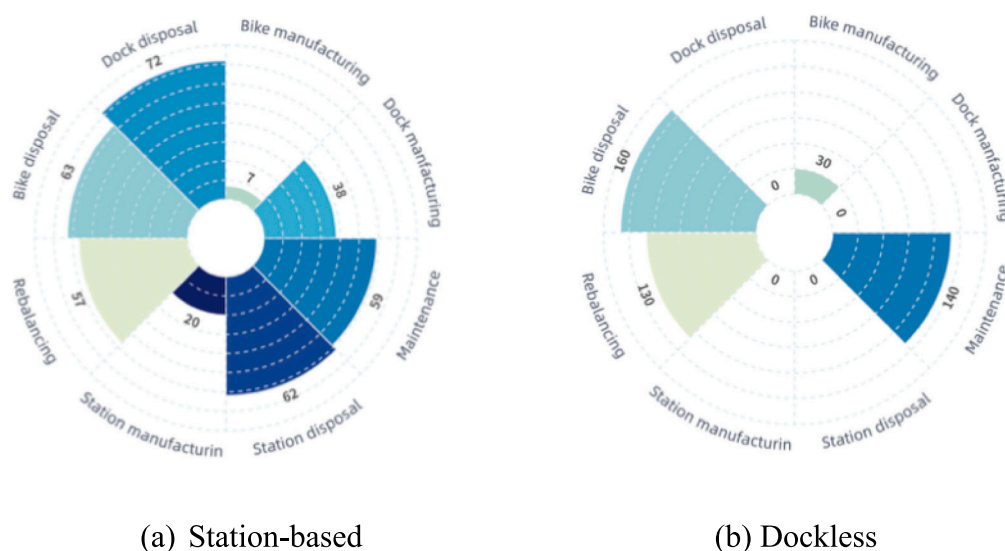 Dock disposal
Bike manufacturing
72
Bike disposal
63
7
38
Dock manfacturing
Rebalancing
57
20
62
59
Maintenance
Station manufacturin
Station disposal
(a) Station-based
Dock disposal
Bike manufacturing
Bike disposal
160
0
30
0
Dock manfacturing
Rebalancing
130
0
0
140
Maintenance
Station manufacturin
Station disposal
(b) Dockless